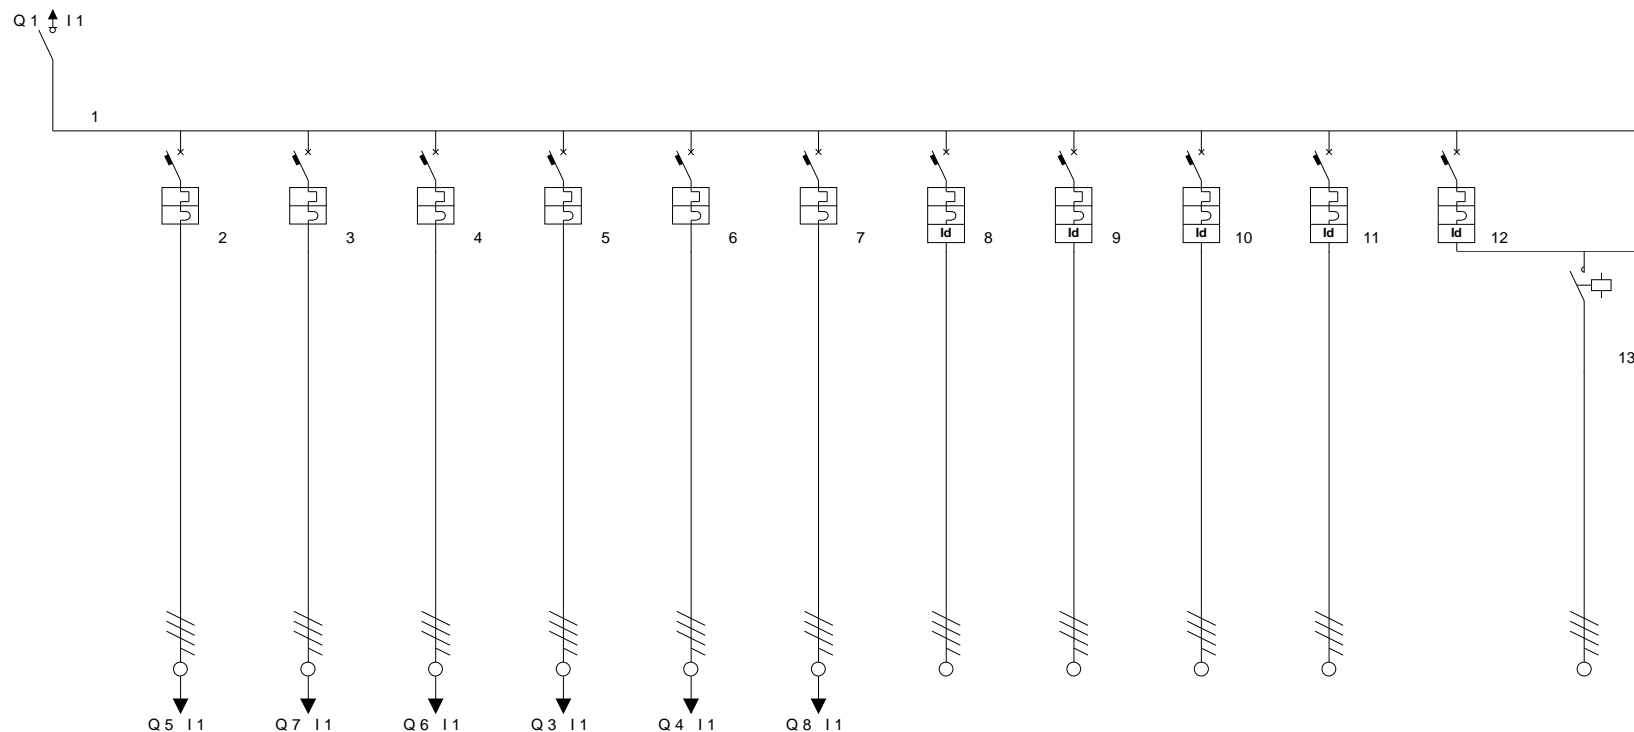 Q 1 I 1
1
2 3 4 5 6 7 8 9 10 11 12
Id Id Id Id Id
13
Q 5 I 1 Q 7 I 1 Q 6 I 1 Q 3 I 1 Q 4 I 1 Q 8 I 1